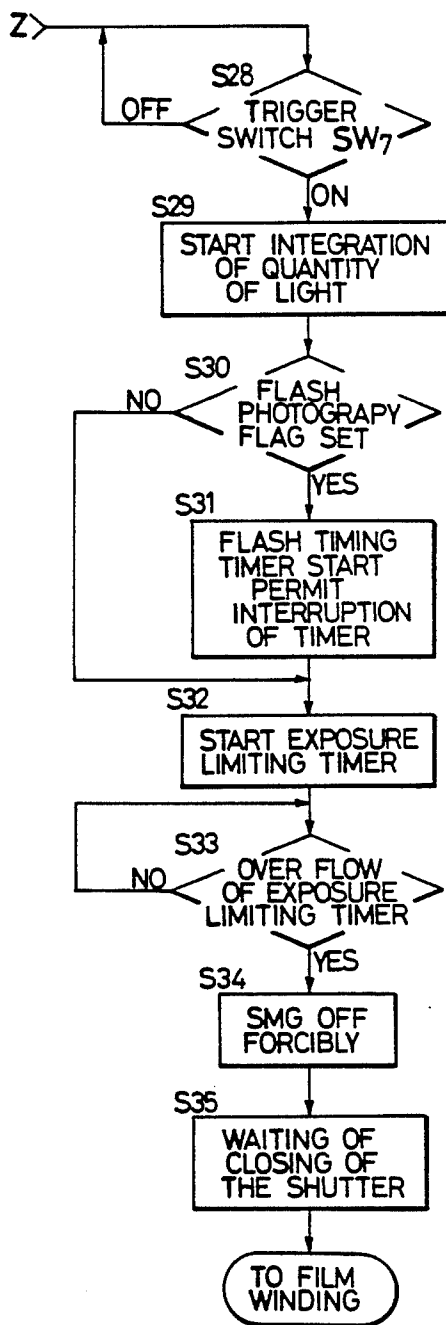 Z
S28
OFF
TRIGGER
SWITCH SW7
ON
S29
START INTEGRATION
OF QUANTITY
OF LIGHT
S30
NO
FLASH
PHOTOGRAPY
FLAG SET
YES
S31
FLASH TIMING
TIMER START
PERMIT
INTERRUPTION
OF TIMER
S32
START EXPOSURE
LIMITING TIMER
S33
NO
OVER FLOW
OF EXPOSURE
LIMITING TIMER
YES
S34
SMG OFF
FORCIBLY
S35
WAITING OF
CLOSING OF
THE SHUTTER
TO FILM
WINDING